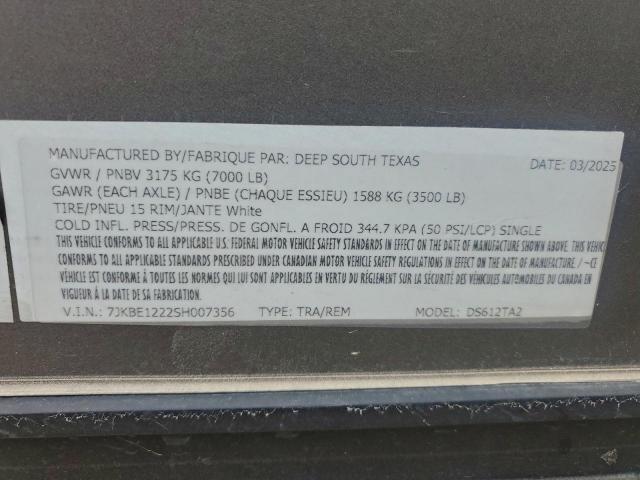 MANUFACTURED BY/FABRIQUE PAR: DEEP SOUTH TEXAS DATE: 03/2025
GVWR / PNBV 3175 KG (7000 LB)
GAWR (EACH AXLE) / PNBE (CHAQUE ESSIEU) 1588 KG (3500 LB)
TIRE/PNEU 15 RIM/JANTE White
COLD INFL. PRESS/PRESS. DE GONFL. A FROID 344.7 KPA (50 PSI/LCP) SINGLE
THIS VEHICLE CONFORMS TO ALL APPLICABLE U.S. FEDERAL MOTOR VEHICLE SAFETY STANDARDS IN EFFECT ON THE DATE OF MANUFACTURE SHOWN ABOVE. THIS VEHIC
CONFORMS TO ALL APPLICABLE STANDARDS PRESCRIBED UNDER CANADIAN MOTOR VEHICLE SAFETY REGULATIONS IN EFFECT ON THE DATE OF MANUFACTURE / -CE
VÉHICULE EST CONFORME À TOUTES LES NORMES QUI LUI SONT APPLICABLES EN VERTU DU RÉGLEMENT SUR LA SÉCURITÉ DES VÉHICULES AUTOMOBILES DU CANADA EN
VIGUEUR À LA DATE DE SA FABRICATION
V.I.N.: 7JKBE1222SH007356 TYPE: TRA/REM MODEL: DS612TA2